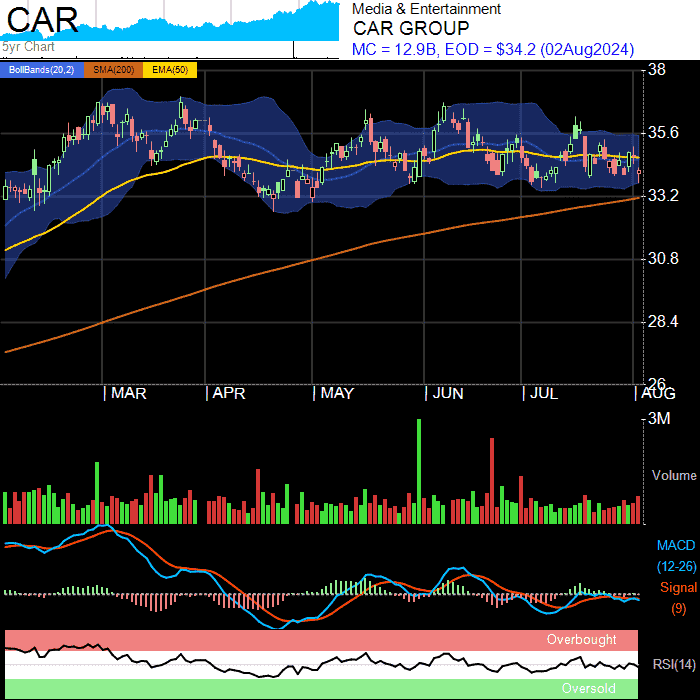 CAR
5yr Chart
Media & Entertainment
CAR GROUP
MC = 12.9B, EOD = $34.2 (02Aug2024)
BollBands(20,2) SMA(200) EMA(50)
38
35.6
33.2
30.8
28.4
26
MAR APR MAY JUN JUL AUG
3M
Volume
MACD
(12-26)
Signal
(9)
Overbought
RSI(14)
Oversold